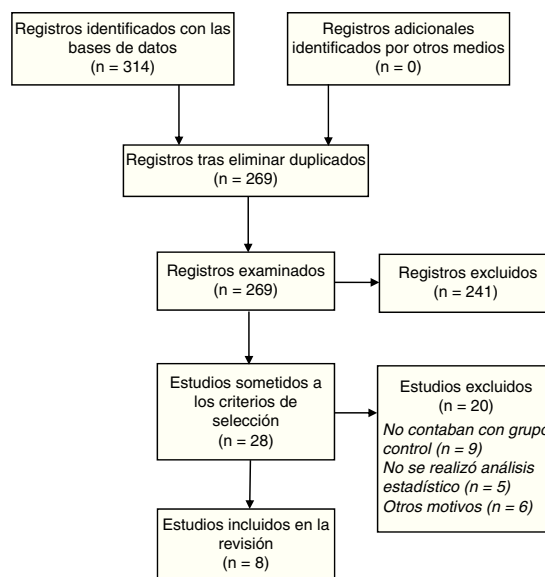 Registros identificados con las
bases de datos
(n = 314)
Registros adicionales
identificados por otros medios
(n = 0)
Registros tras eliminar duplicados
(n = 269)
Registros examinados
(n = 269)
Registros excluidos
(n = 241)
Estudios sometidos a
los criterios de
selección
(n = 28)
Estudios excluidos
(n = 20)
No contaban con grupo
control (n = 9)
No se realizó análisis
estadístico (n = 5)
Otros motivos (n = 6)
Estudios incluidos en la
revisión
(n = 8)